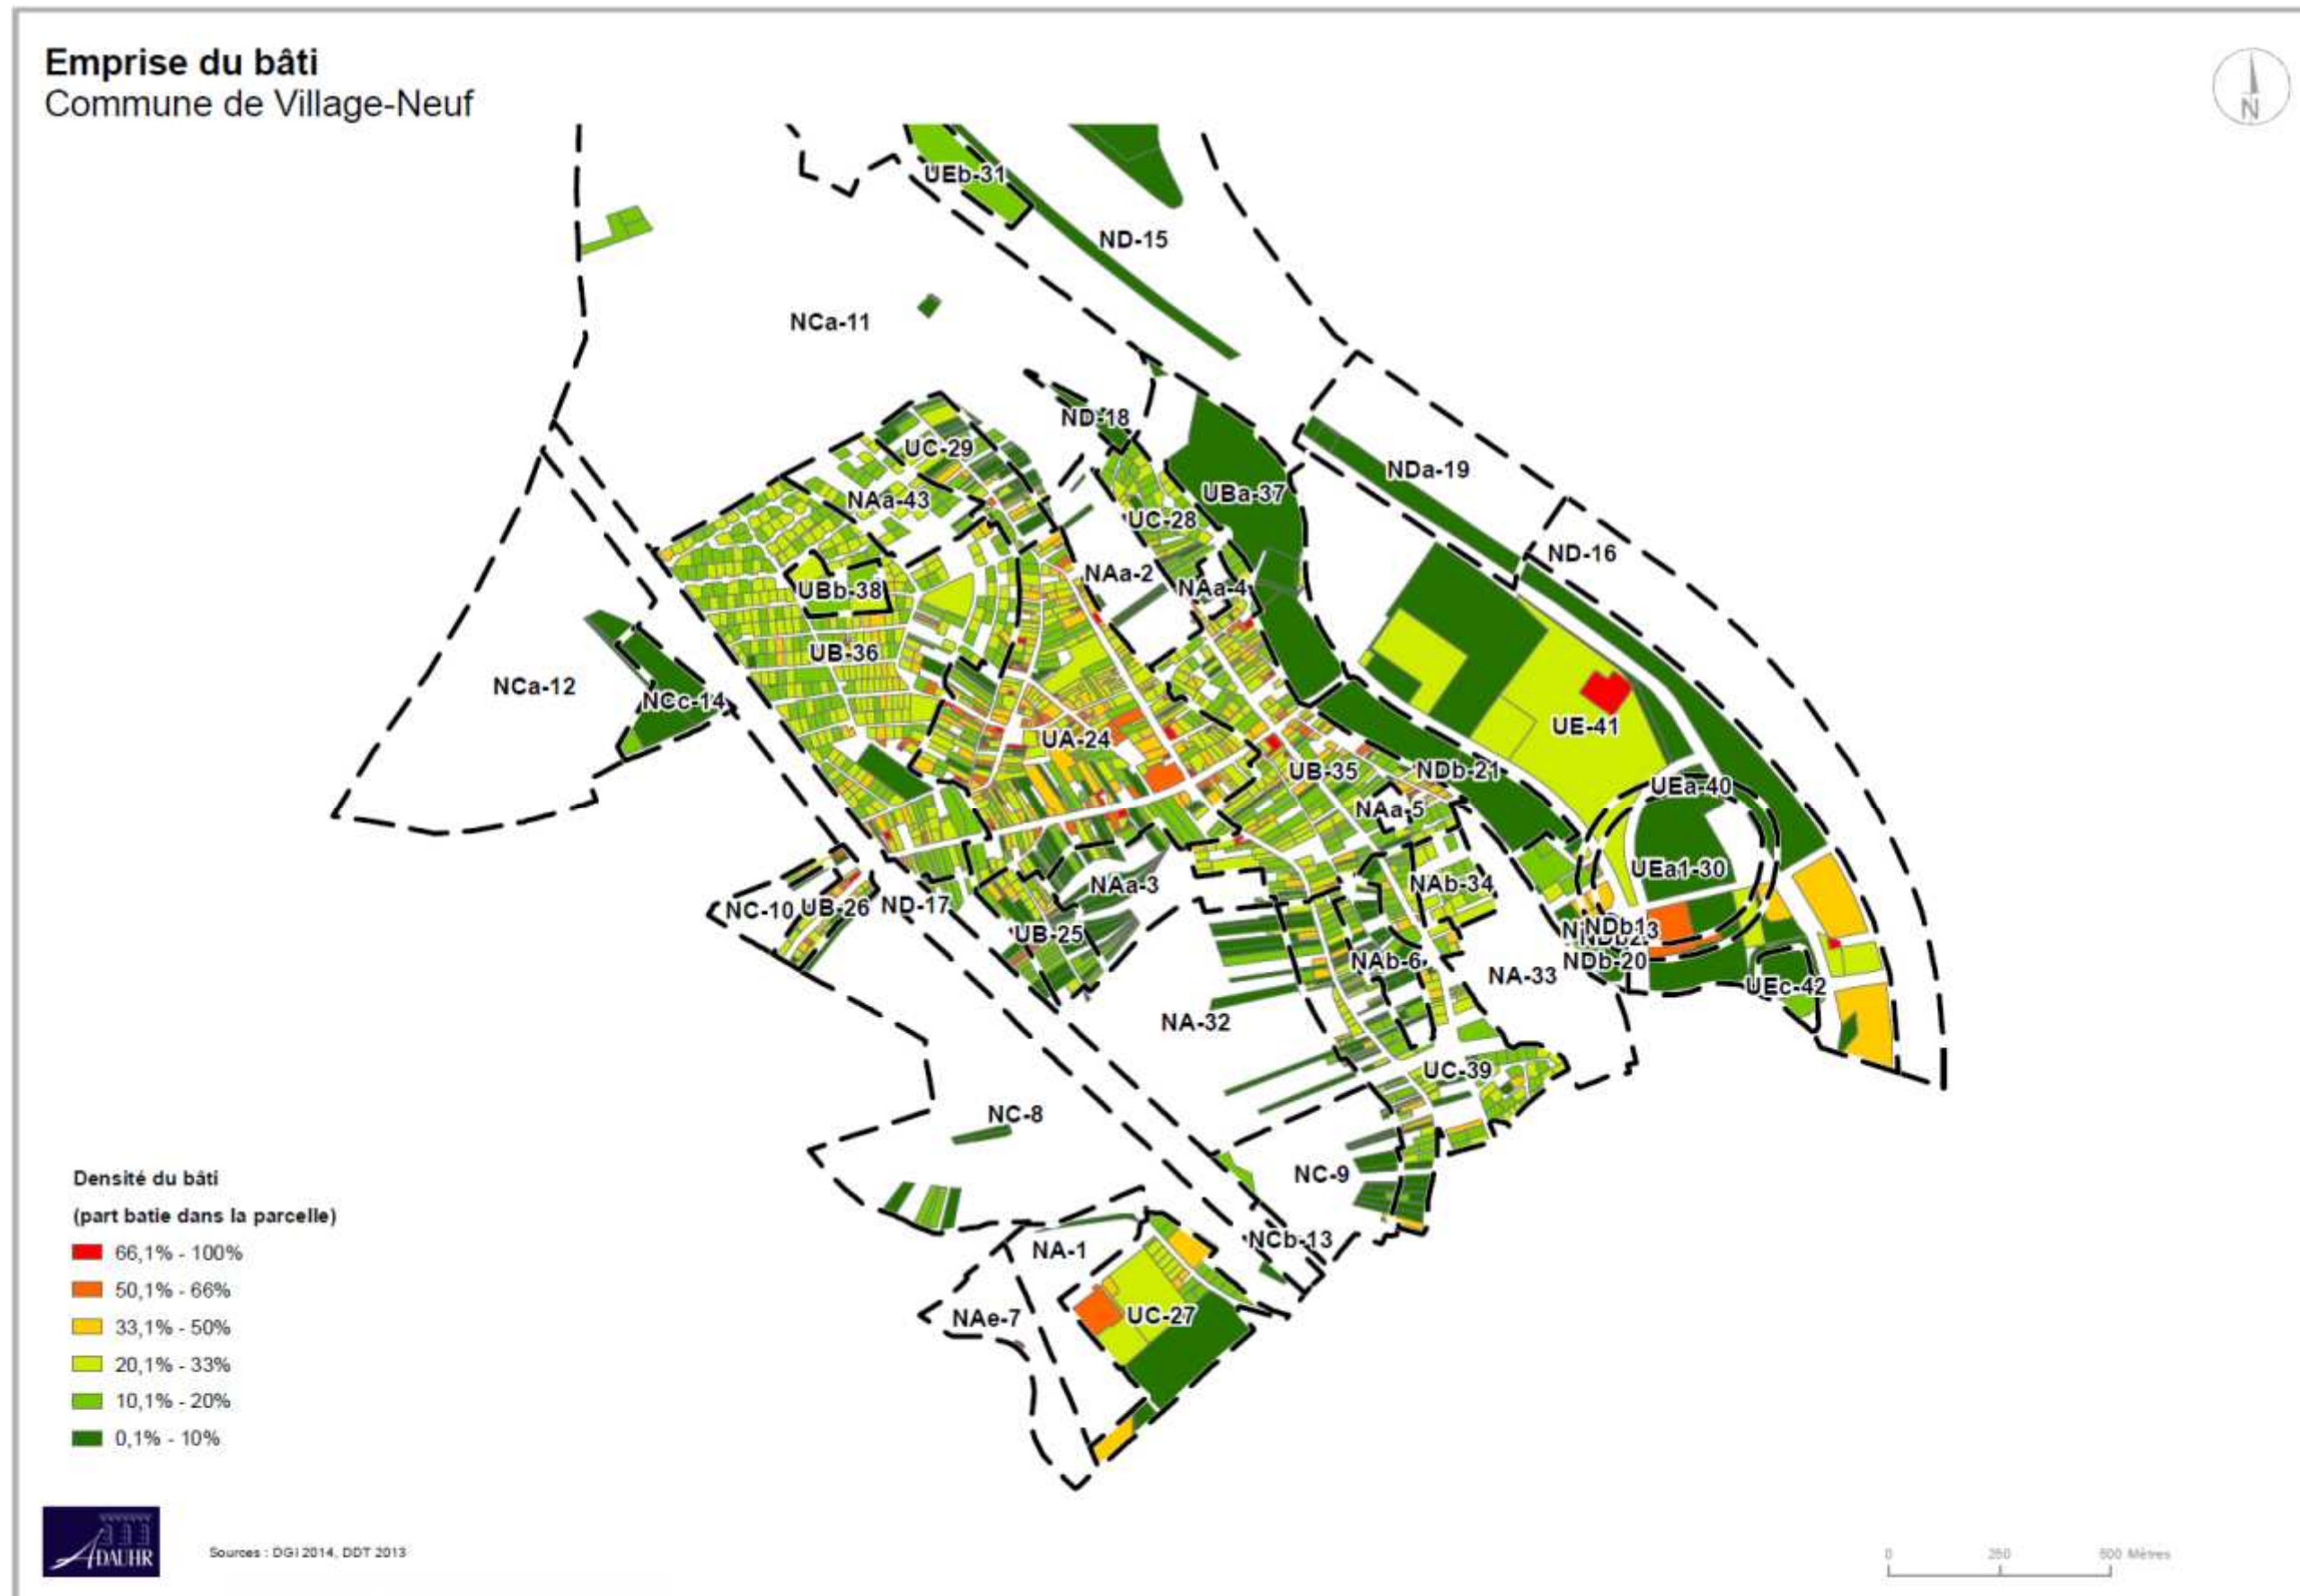 Emprise du bâti
Commune de Village-Neuf
N
UEb-31
ND-15
NCa-11
ND-18
UC-29
NDa-19
UBa-37
NAa-43
UC-28
ND-16
NAa-2
NAa-4
UBb-38
UB-36
NCa-12
NCc-14
UE-41
UA-24
UB-35
NDb-21
UEa-40
NAa-5
UEa1-30
NAa-3
NAb-34
NC-10
UB-26
ND-17
UB-25
NDb13
NAb-6
NDb-20
NA-33
UEc-42
NA-32
UC-39
NC-8
NC-9
NCb-13
NA-1
NAe-7
UC-27
Densité du bâti
(part batie dans la parcelle)
66,1% - 100%
50,1% - 66%
33,1% - 50%
20,1% - 33%
10,1% - 20%
0,1% - 10%
ADAUHR
Sources : DGI 2014, DDT 2013
0 250 500 Mètres